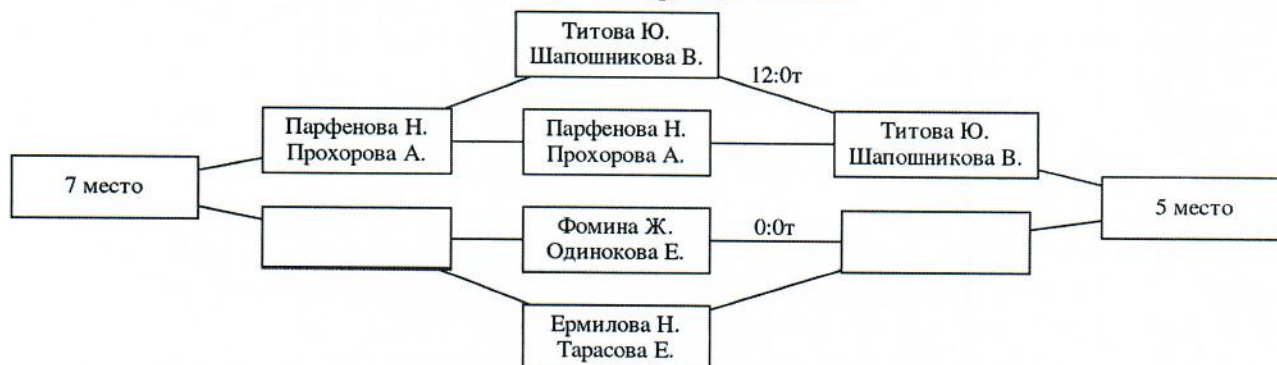 Титова Ю.
Шапошникова В.
12:0т
Парфенова Н.
Прохорова А.
Парфенова Н.
Прохорова А.
Титова Ю.
Шапошникова В.
7 место
5 место
Фомина Ж.
Одинокова Е.
0:0т
Ермилова Н.
Тарасова Е.